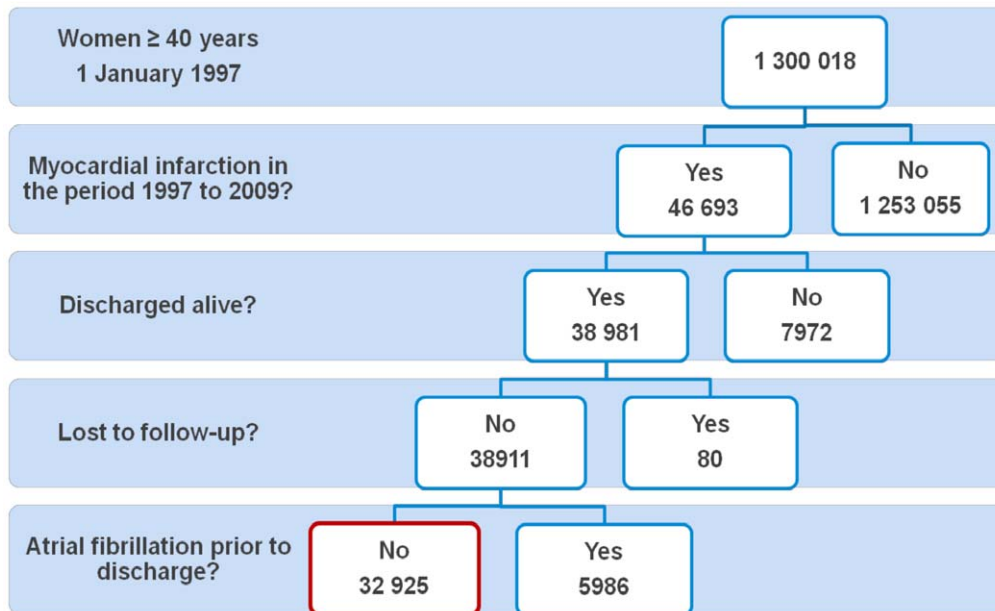 Women ≥ 40 years
1 January 1997
1 300 018
Myocardial infarction in
the period 1997 to 2009?
Yes
46 693
No
1 253 055
Discharged alive?
Yes
38 981
No
7972
Lost to follow-up?
No
38911
Yes
80
Atrial fibrillation prior to
discharge?
No
32 925
Yes
5986